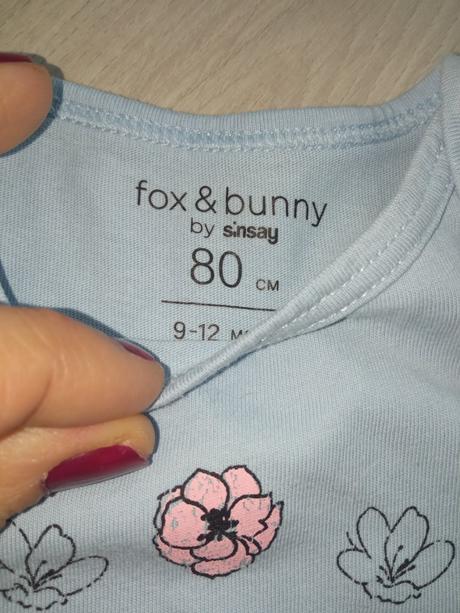 fox & bunny
by sinsay
80 CM
9-12